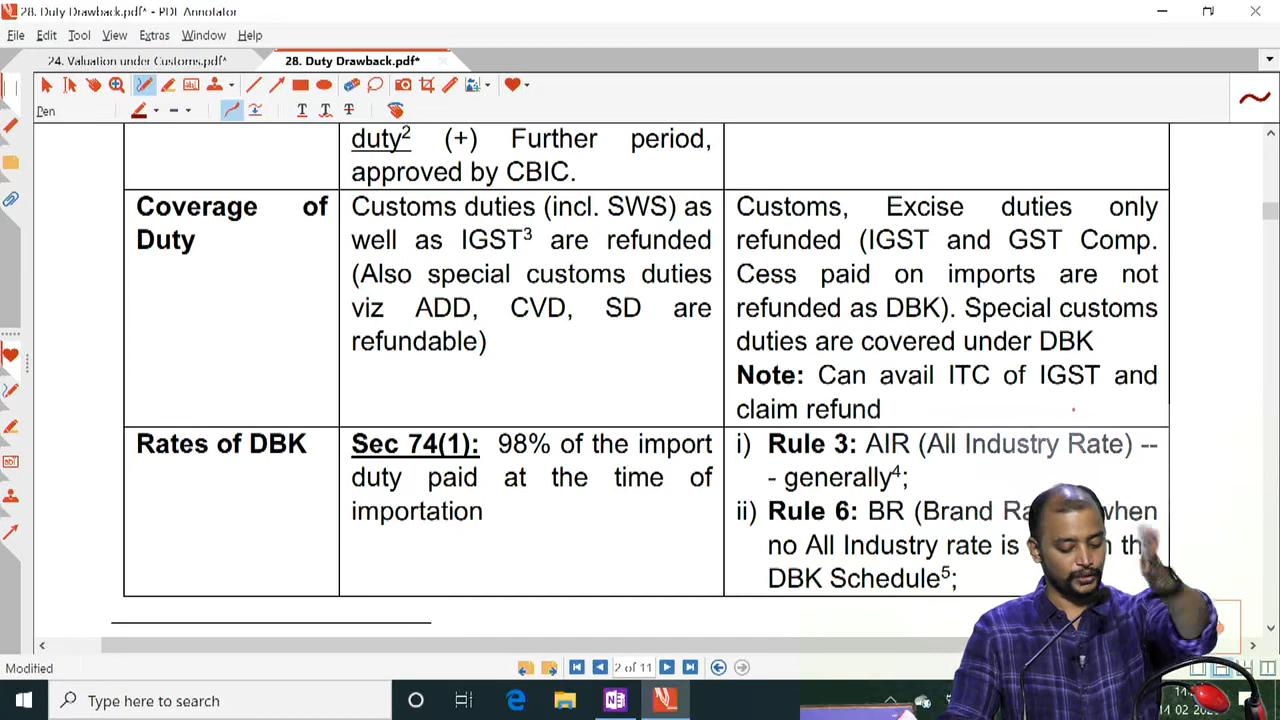 28. Duty Drawback.pdf* - PDF Annotator
File Edit Tool View Extras Window Help
24. Valuation under Customs.pdf* 28. Duty Drawback.pdf*
Pen
duty2 (+) Further period,
approved by CBIC.
Coverage of
Duty
Customs duties (incl. SWS) as
well as IGST3 are refunded
(Also special customs duties
viz ADD, CVD, SD are
refundable)
Customs, Excise duties only
refunded (IGST and GST Comp.
Cess paid on imports are not
refunded as DBK). Special customs
duties are covered under DBK
Note: Can avail ITC of IGST and
claim refund
Rates of DBK
Sec 74(1): 98% of the import
duty paid at the time of
importation
i) Rule 3: AIR (All Industry Rate) --
- generally4;
ii) Rule 6: BR (Brand when
no All Industry rate is
DBK Schedule5;
Modified
2 of 11
Type here to search